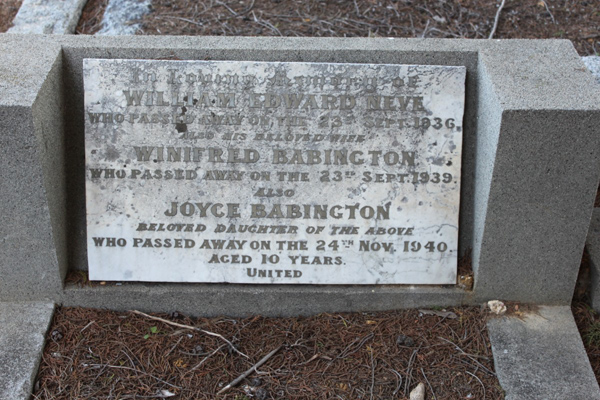 In Loving Memory of
WILLIAM EDWARD NEVE
WHO PASSED AWAY ON THE 23RD SEPT. 1936.
ALSO HIS BELOVED WIFE
WINIFRED BABINGTON
WHO PASSED AWAY ON THE 23RD SEPT. 1939.
ALSO
JOYCE BABINGTON
BELOVED DAUGHTER OF THE ABOVE
WHO PASSED AWAY ON THE 24TH NOV. 1940.
AGED 10 YEARS.
UNITED